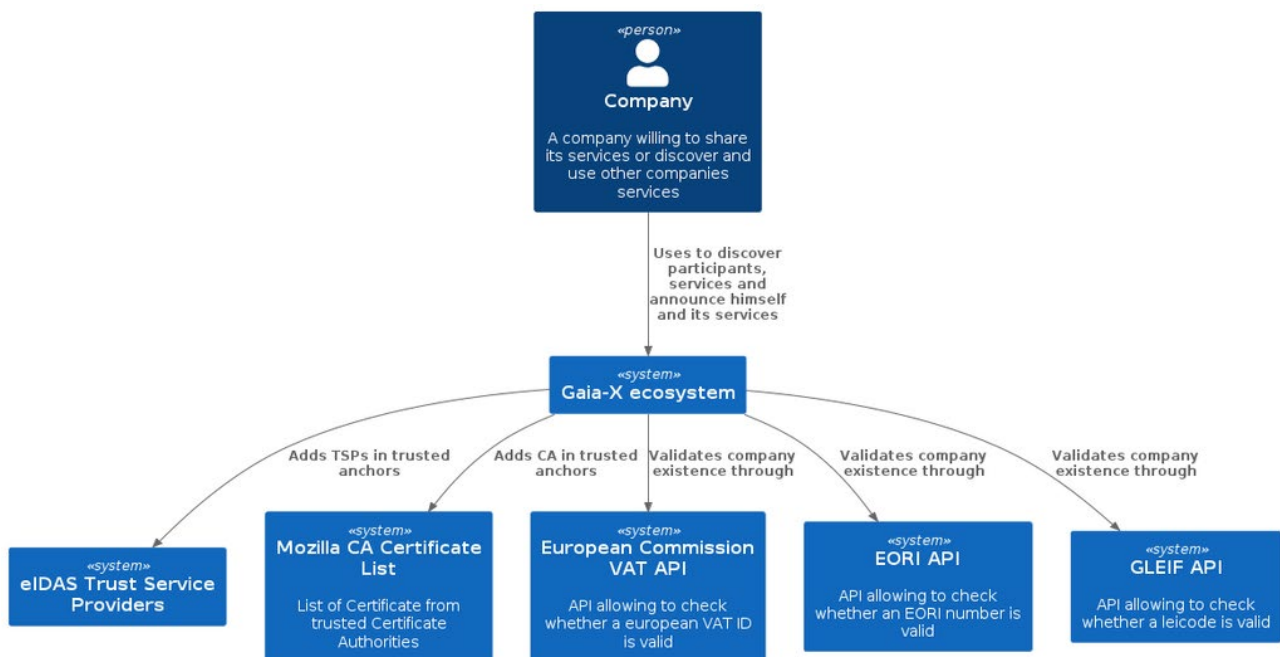 «person»
Company
A company willing to share
its services or discover and
use other companies
services
Uses to discover
participants,
services and
announce himself
and its services
«system»
Gaia-X ecosystem
Adds TSPs in trusted
anchors
Adds CA in trusted
anchors
Validates company
existence through
Validates company
existence through
Validates company
existence through
«system»
eIDAS Trust Service
Providers
«system»
Mozilla CA Certificate
List
List of Certificate from
trusted Certificate
Authorities
«system»
European Commission
VAT API
API allowing to check
whether a european VAT ID
is valid
«system»
EORI API
API allowing to check
whether an EORI number is
valid
«system»
GLEIF API
API allowing to check
whether a leicode is valid